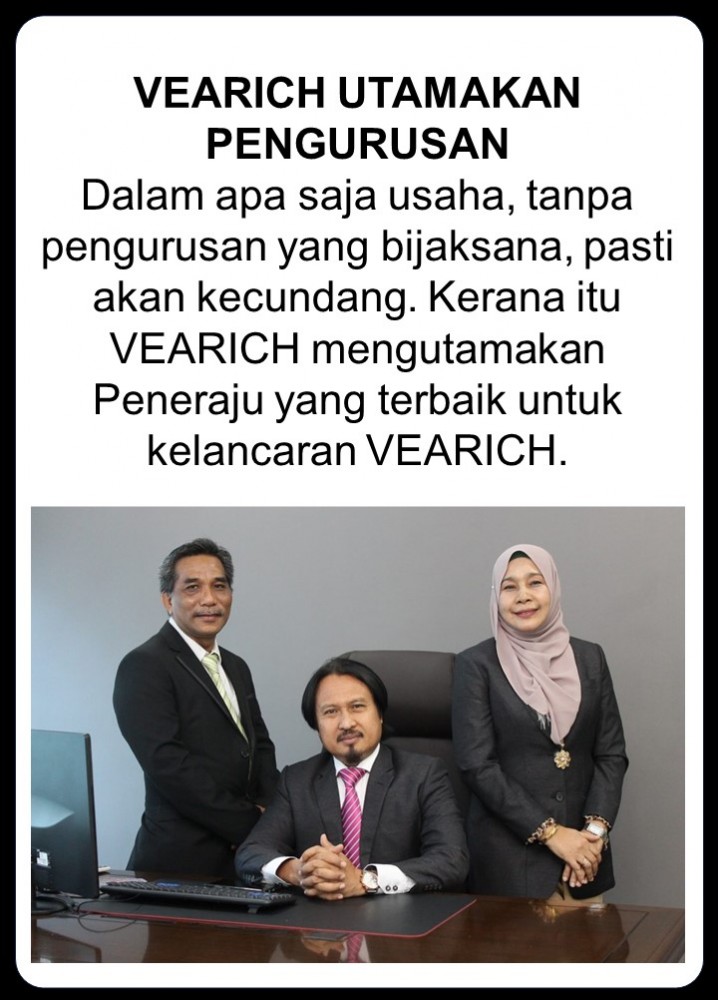 VEARICH UTAMAKAN
PENGURUSAN
Dalam apa saja usaha, tanpa
pengurusan yang bijaksana, pasti
akan kecundang. Kerana itu
VEARICH mengutamakan
Peneraju yang terbaik untuk
kelancaran VEARICH.